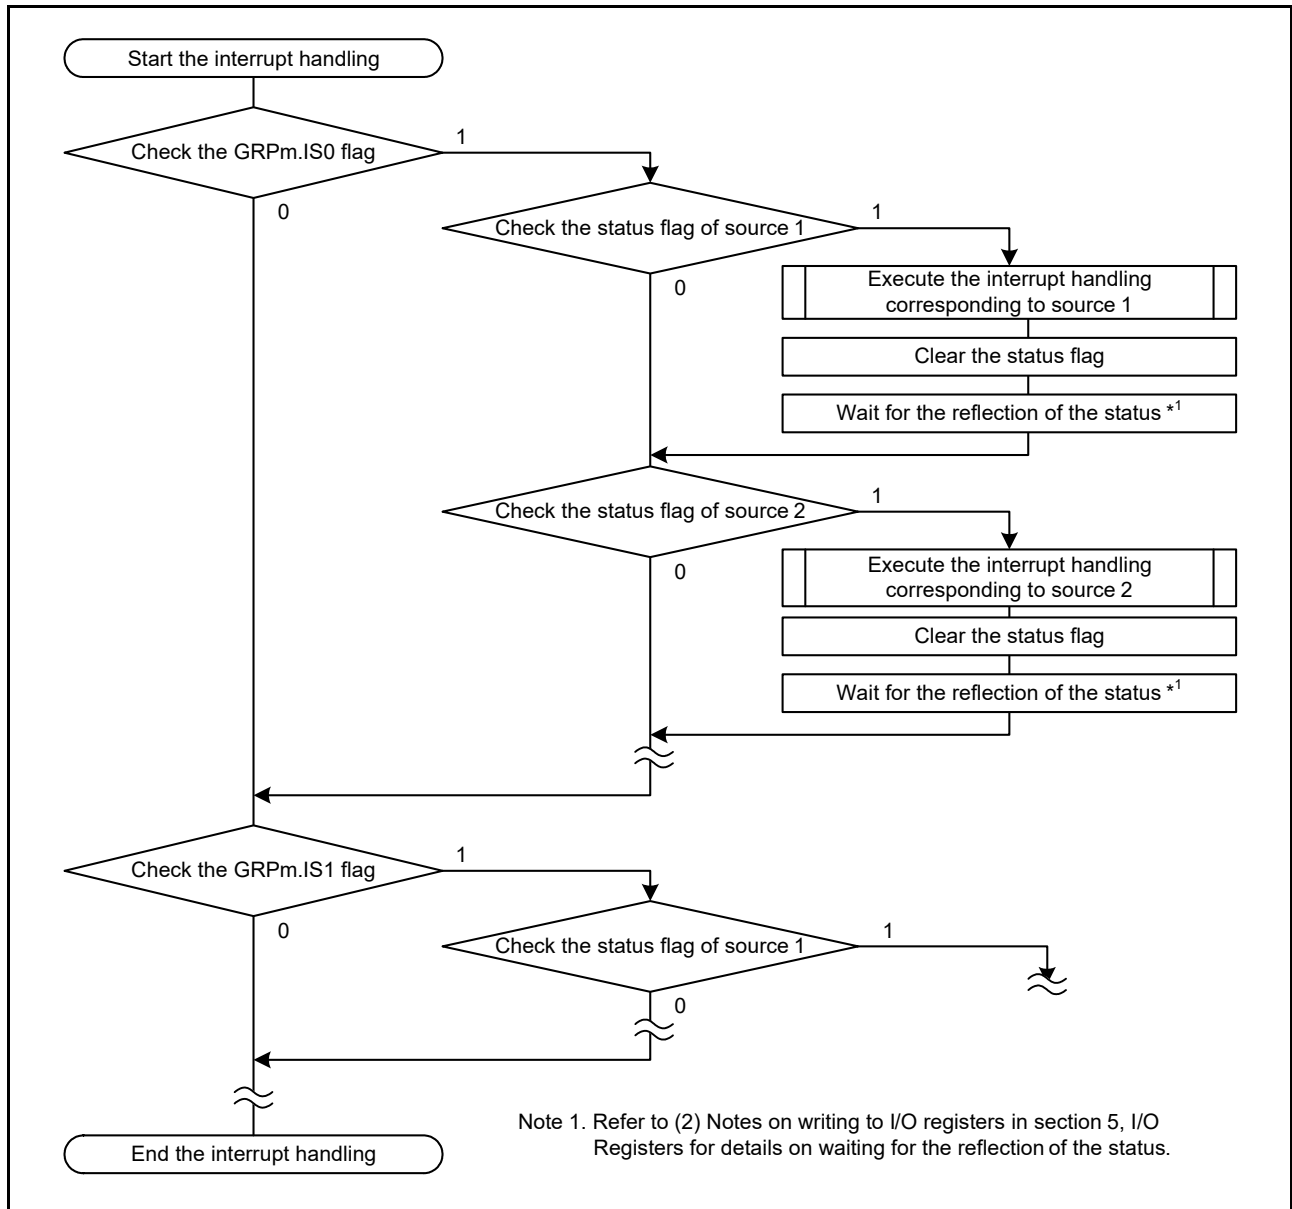 Start the interrupt handling
Check the GRPm.IS0 flag
1
0
Check the status flag of source 1
1
0
Execute the interrupt handling
corresponding to source 1
Clear the status flag
Wait for the reflection of the status *1
Check the status flag of source 2
1
0
Execute the interrupt handling
corresponding to source 2
Clear the status flag
Wait for the reflection of the status *1
Check the GRPm.IS1 flag
1
0
Check the status flag of source 1
1
0
End the interrupt handling
Note 1. Refer to (2) Notes on writing to I/O registers in section 5, I/O
Registers for details on waiting for the reflection of the status.